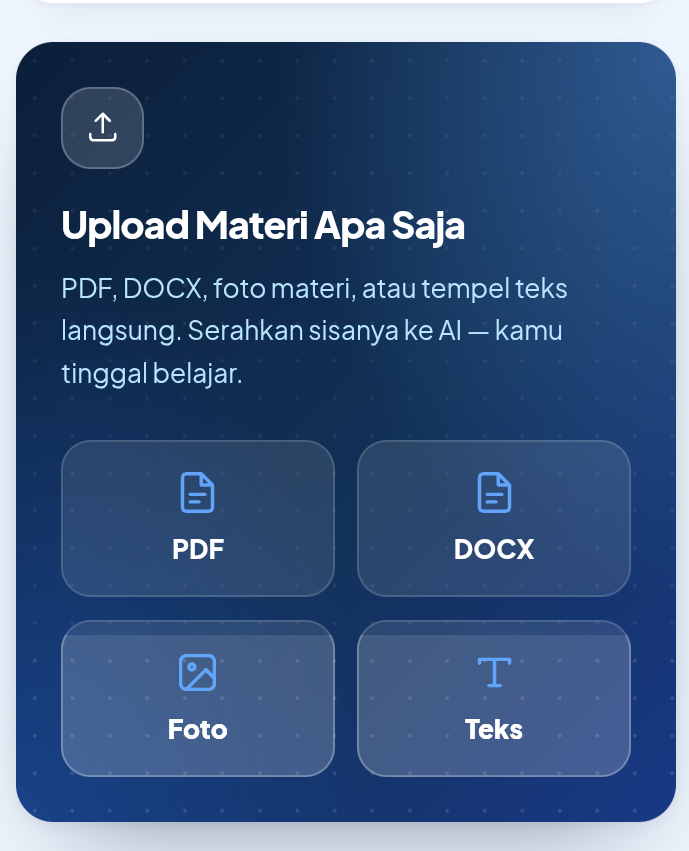 Upload Materi Apa Saja
PDF, DOCX, foto materi, atau tempel teks
langsung. Serahkan sisanya ke AI — kamu
tinggal belajar.
PDF
DOCX
Foto
Teks